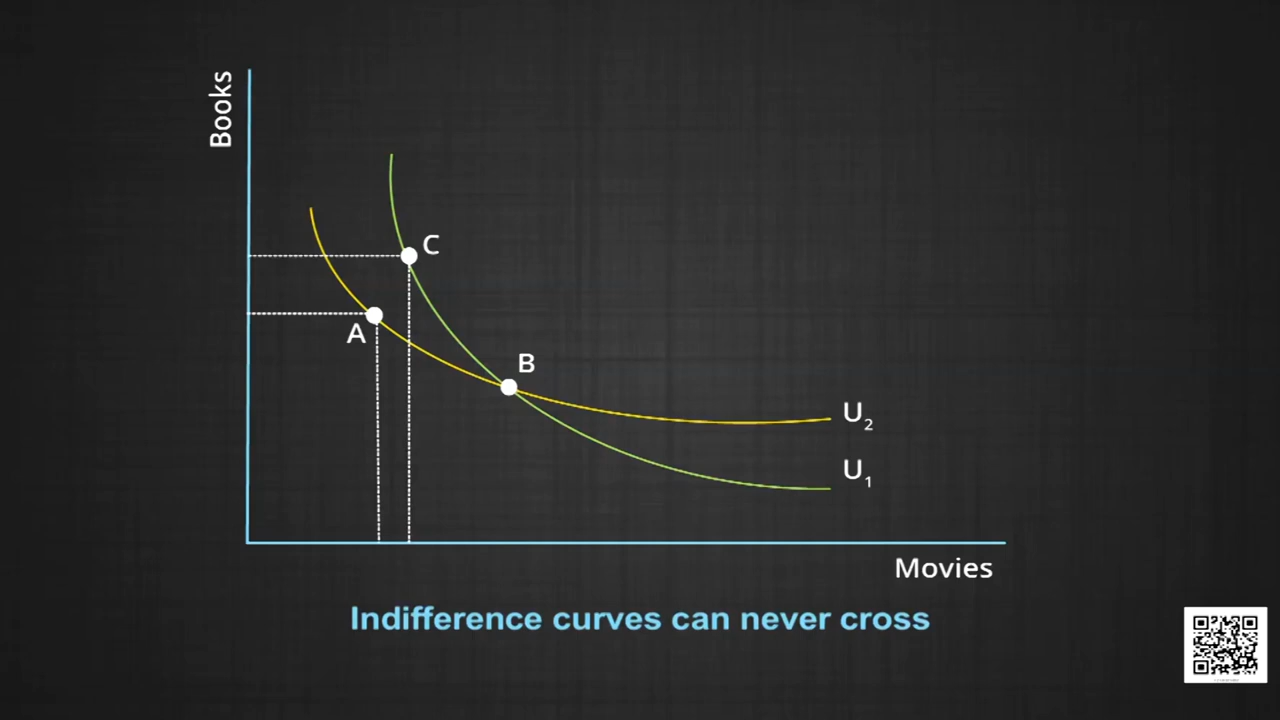 Books
C
A
B
U₂
U₁
Movies
Indifference curves can never cross